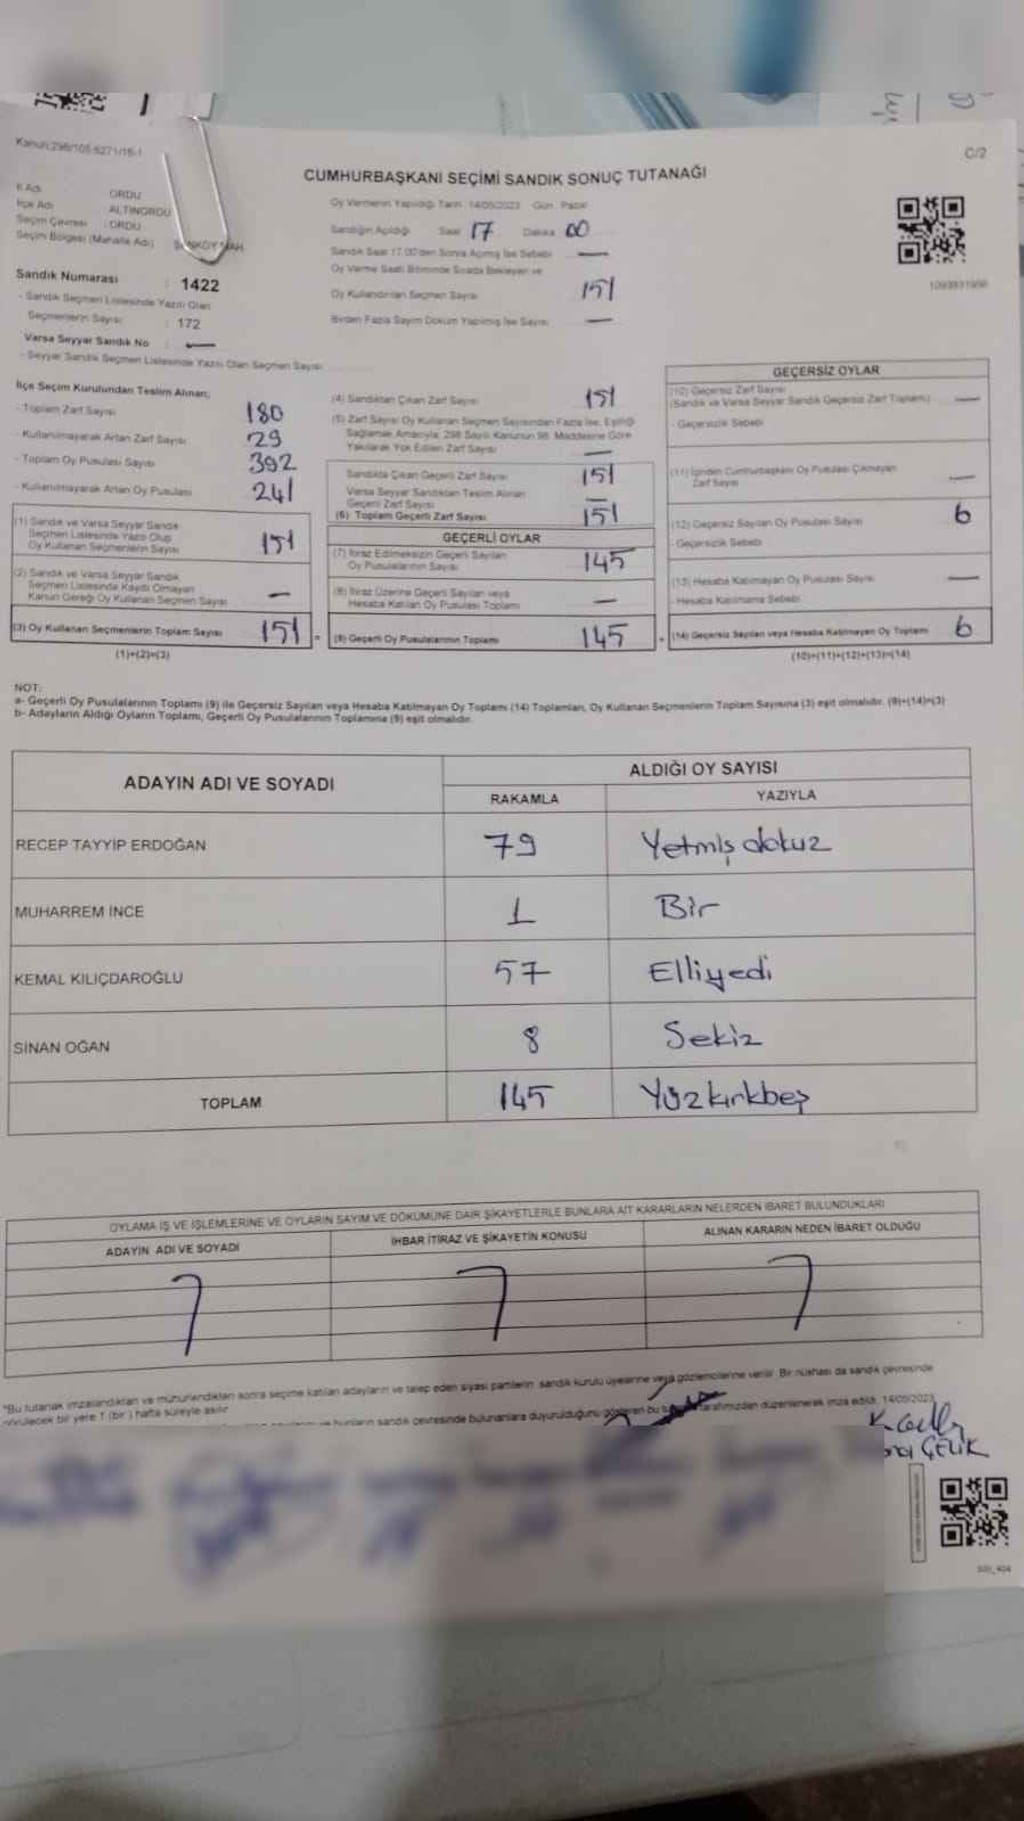 Kanun:298/105-6271/16-1
C/2
CUMHURBAŞKANI SEÇİMİ SANDIK SONUÇ TUTANAĞI
İl Adı : ORDU
İlçe Adı : ALTINORDU
Seçim Çevresi : ORDU
Seçim Bölgesi (Mahalle Adı)
Sandık Numarası : 1422
- Sandık Seçmen Listesinde Yazılı Olan
Seçmenlerin Sayısı : 172
Varsa Seyyar Sandık No : —
- Seyyar Sandık Seçmen Listesinde Yazılı Olan Seçmen Sayısı
Oy Vermenin Yapıldığı Tarih :14/05/2023 Gün : Pazar
Sandığın Açıldığı Saat 17 Dakika 00
Sandık Saat 17.00'den Sonra Açılmış İse Sebebi —
Oy Verme Saati Bitiminde Sırada Bekleyen ve
Oy Kullandırılan Seçmen Sayısı 151
Birden Fazla Sayım Döküm Yapılmış İse Sayısı —
İlçe Seçim Kurulundan Teslim Alınan;
- Toplam Zarf Sayısı 180
- Kullanılmayarak Artan Zarf Sayısı 29
- Toplam Oy Pusulası Sayısı 392
- Kullanılmayarak Artan Oy Pusulası 241
(1) Sandık ve Varsa Seyyar Sandık
Seçmen Listesinde Yazılı Olup
Oy Kullanan Seçmenlerin Sayısı 151
(2) Sandık ve Varsa Seyyar Sandık
Seçmen Listesinde Kaydı Olmayan
Kanun Gereği Oy Kullanan Seçmen Sayısı —
(3) Oy Kullanan Seçmenlerin Toplam Sayısı 151
(1)+(2)=(3)
(4) Sandıktan Çıkan Zarf Sayısı 151
(5) Zarf Sayısı Oy Kullanan Seçmen Sayısından Fazla İse, Eşitliği
Sağlamak Amacıyla, 298 Sayılı Kanunun 98. Maddesine Göre
Yakılarak Yok Edilen Zarf Sayısı —
Sandıkta Çıkan Geçerli Zarf Sayısı 151
Varsa Seyyar Sandıktan Teslim Alınan
Geçerli Zarf Sayısı —
(6) Toplam Geçerli Zarf Sayısı 151
GEÇERLİ OYLAR
(7) İtiraz Edilmeksizin Geçerli Sayılan
Oy Pusulalarının Sayısı 145
(8) İtiraz Üzerine Geçerli Sayılan veya
Hesaba Katılan Oy Pusulası Toplamı —
(9) Geçerli Oy Pusulalarının Toplamı 145
GEÇERSİZ OYLAR
(10) Geçersiz Zarf Sayısı
(Sandık ve Varsa Seyyar Sandık Geçersiz Zarf Toplamı) —
- Geçersizlik Sebebi
(11) İçinden Cumhurbaşkanı Oy Pusulası Çıkmayan
Zarf Sayısı —
(12) Geçersiz Sayılan Oy Pusulası Sayısı 6
- Geçersizlik Sebebi
(13) Hesaba Katılmayan Oy Pusulası Sayısı —
- Hesaba Katılmama Sebebi
(14) Geçersiz Sayılan veya Hesaba Katılmayan Oy Toplamı 6
(10)+(11)+(12)+(13)=(14)
NOT:
a- Geçerli Oy Pusulalarının Toplamı (9) ile Geçersiz Sayılan veya Hesaba Katılmayan Oy Toplamı (14) Toplamları, Oy Kullanan Seçmenlerin Toplam Sayısına (3) eşit olmalıdır. (9)+(14)=(3)
b- Adayların Aldığı Oyların Toplamı, Geçerli Oy Pusulalarının Toplamına (9) eşit olmalıdır.
ADAYIN ADI VE SOYADI
ALDIĞI OY SAYISI
RAKAMLA YAZIYLA
RECEP TAYYİP ERDOĞAN 79 Yetmiş dokuz
MUHARREM İNCE 1 Bir
KEMAL KILIÇDAROĞLU 57 Elliyedi
SİNAN OĞAN 8 Sekiz
TOPLAM 145 Yüzkırkbeş
OYLAMA İŞ VE İŞLEMLERİNE VE OYLARIN SAYIM VE DÖKÜMÜNE DAİR ŞİKAYETLERLE BUNLARA AİT KARARLARIN NELERDEN İBARET BULUNDUKLARI
ADAYIN ADI VE SOYADI İHBAR İTİRAZ VE ŞİKAYETİN KONUSU ALINAN KARARIN NEDEN İBARET OLDUĞU
*Bu tutanak imzalandıktan ve mühürlendikten sonra seçime katılan adayların ve talep eden siyasi partilerin sandık kurulu üyelerine veya gözlemcilerine verilir. Bir nüshası da sandık çevresinde
görülecek bir yere 1 (bir) hafta süreyle asılır.
bunların sandık çevresinde bulunanlara duyurulduğunu gösteren bu tarafımızdan düzenlenerek imza edildi. 14/05/2023
ÇELİK